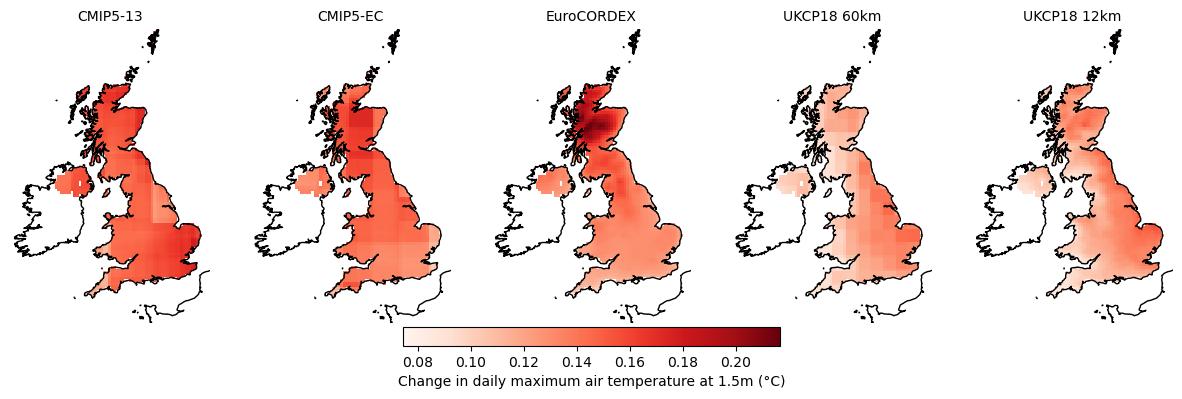 CMIP5-13 CMIP5-EC EuroCORDEX UKCP18 60km UKCP18 12km
0.08 0.10 0.12 0.14 0.16 0.18 0.20
Change in daily maximum air temperature at 1.5m (°C)